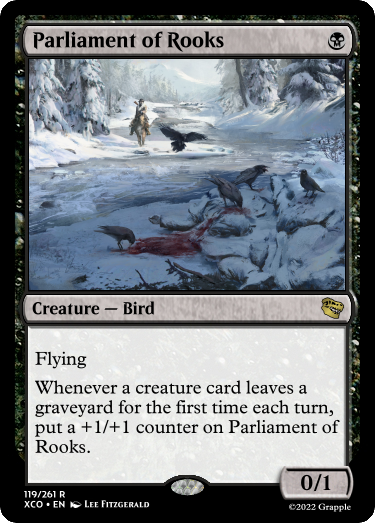 Parliament of Rooks
Creature — Bird
Flying
Whenever a creature card leaves a
graveyard for the first time each turn,
put a +1/+1 counter on Parliament of
Rooks.
0/1
119/261 R
XCO • EN Lee Fitzgerald
©2022 Grapple